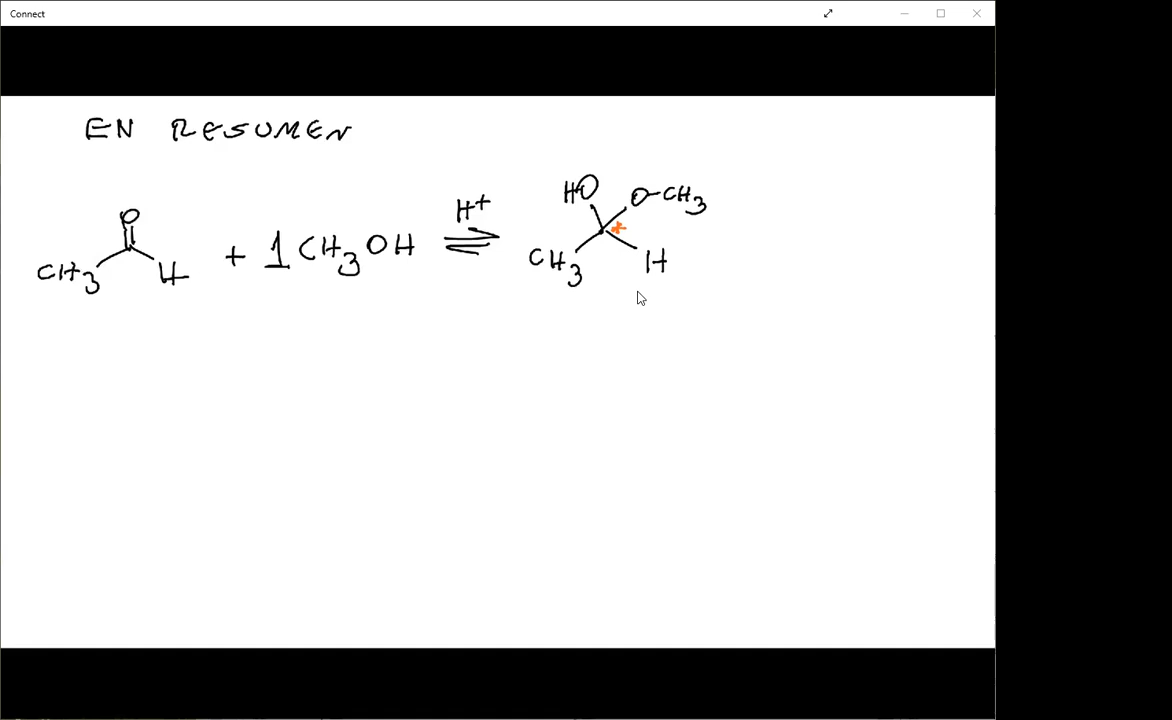 Connect
EN RESUMEN
O
CH3 H + 1 CH3OH ⇌ H+
HO O-CH3
CH3 H
*